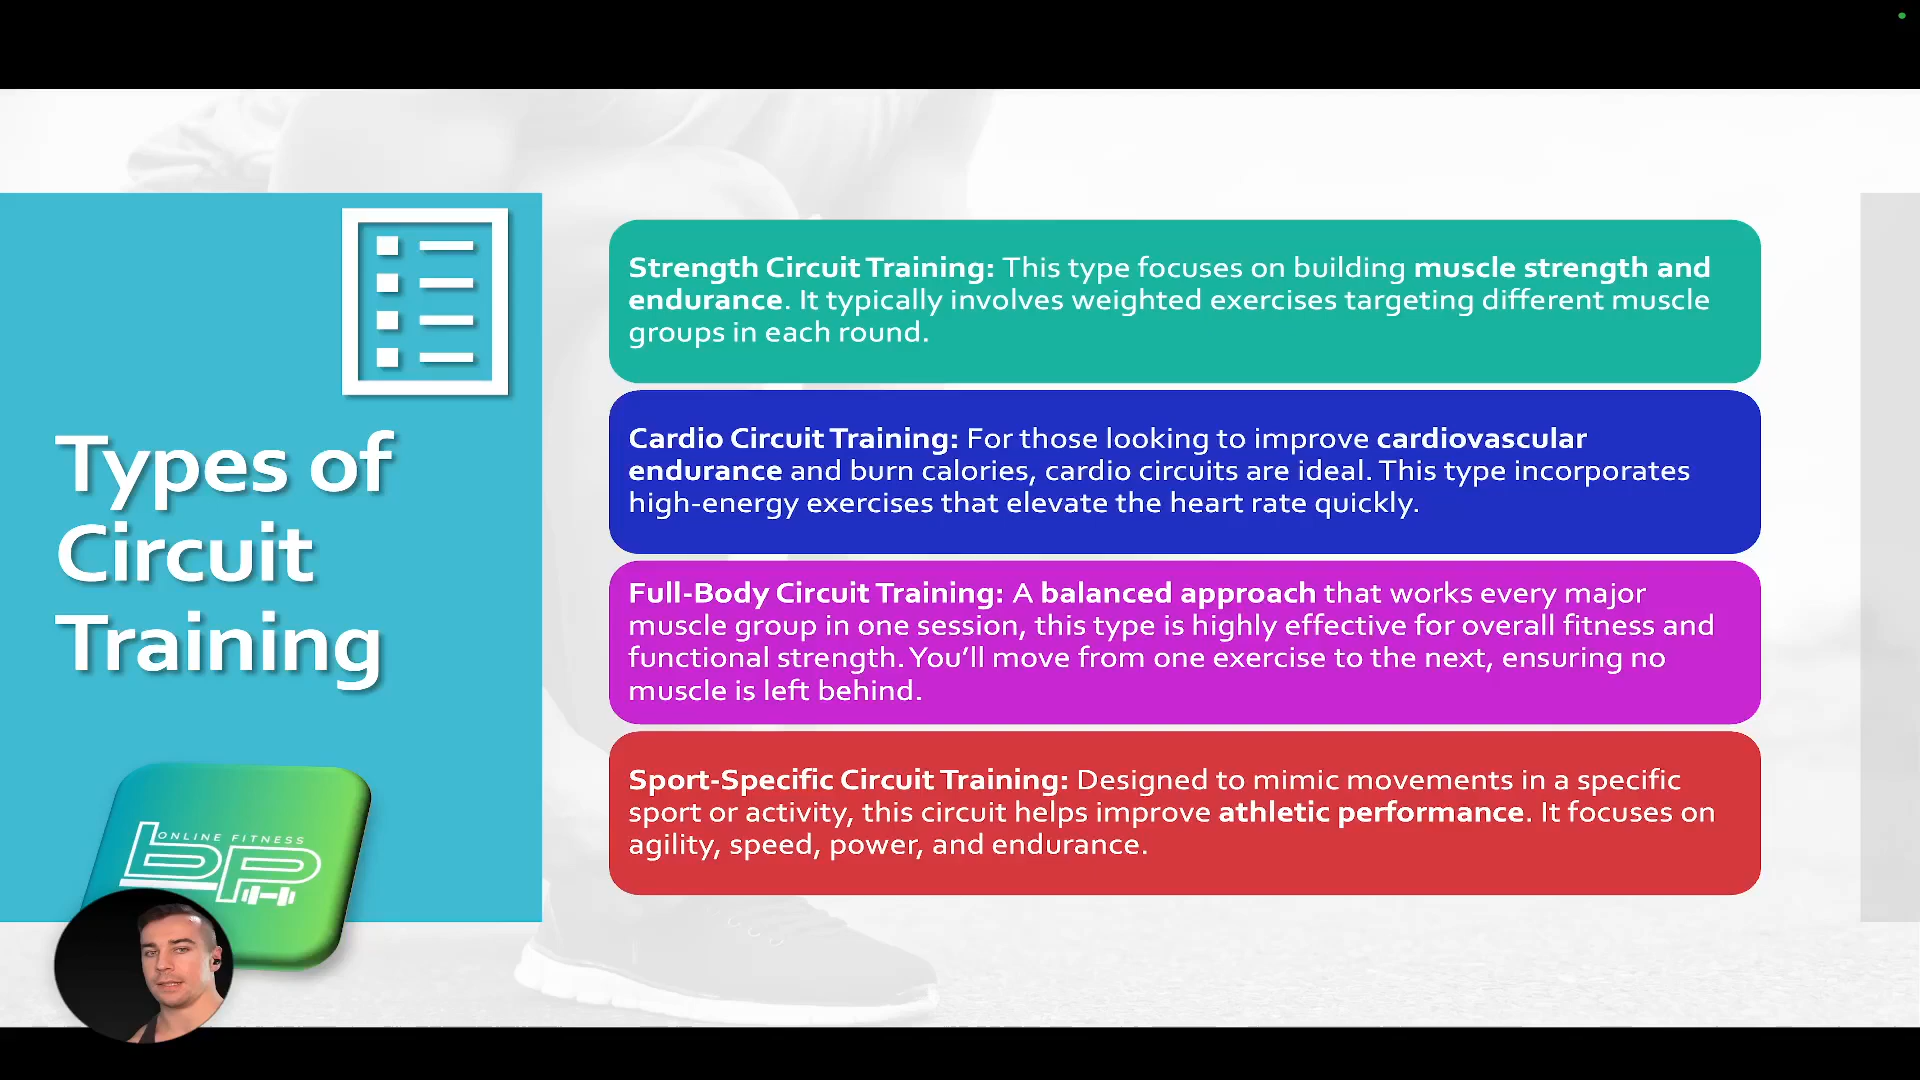 Types of
Circuit
Training
ONLINE FITNESS
bp
Strength Circuit Training: This type focuses on building muscle strength and
endurance. It typically involves weighted exercises targeting different muscle
groups in each round.
Cardio Circuit Training: For those looking to improve cardiovascular
endurance and burn calories, cardio circuits are ideal. This type incorporates
high-energy exercises that elevate the heart rate quickly.
Full-Body Circuit Training: A balanced approach that works every major
muscle group in one session, this type is highly effective for overall fitness and
functional strength. You’ll move from one exercise to the next, ensuring no
muscle is left behind.
Sport-Specific Circuit Training: Designed to mimic movements in a specific
sport or activity, this circuit helps improve athletic performance. It focuses on
agility, speed, power, and endurance.